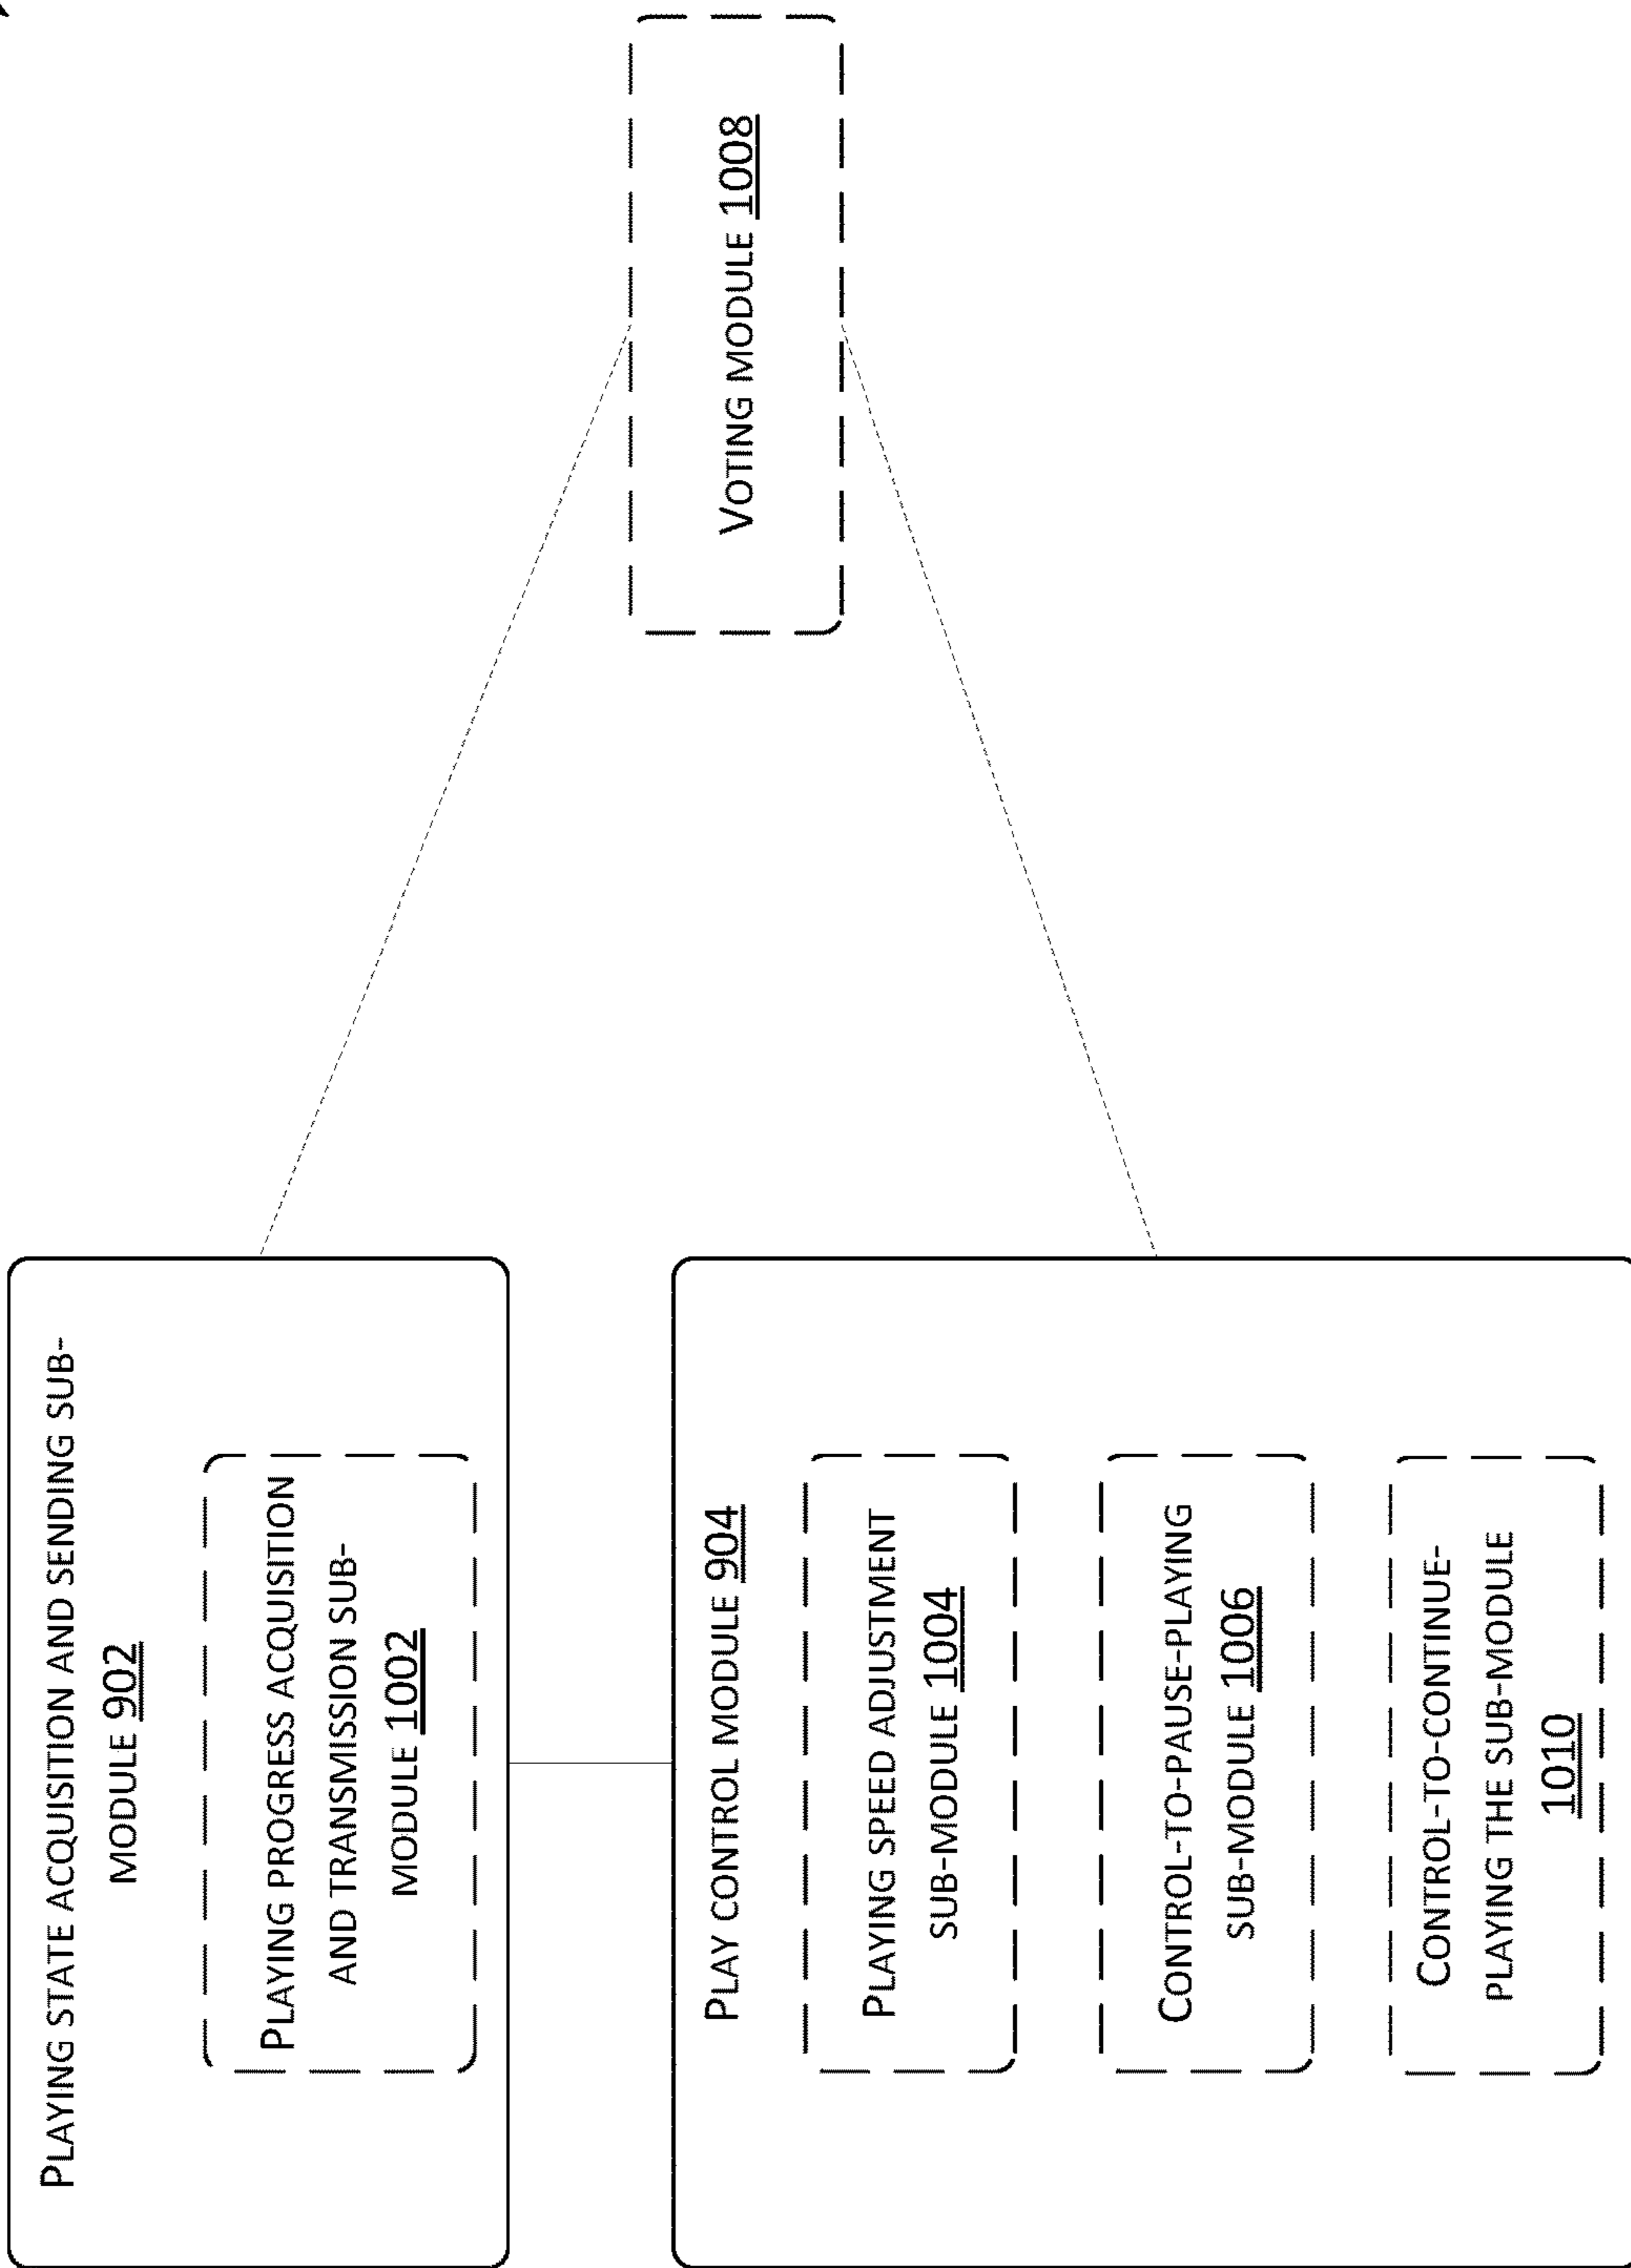 PLAYING STATE ACQUISITION AND SENDING SUB-
MODULE 902
PLAYING PROGRESS ACQUISITION
AND TRANSMISSION SUB-
MODULE 1002
PLAY CONTROL MODULE 904
PLAYING SPEED ADJUSTMENT
SUB-MODULE 1004
CONTROL-TO-PAUSE-PLAYING
SUB-MODULE 1006
CONTROL-TO-CONTINUE-
PLAYING THE SUB-MODULE
1010
VOTING MODULE 1008